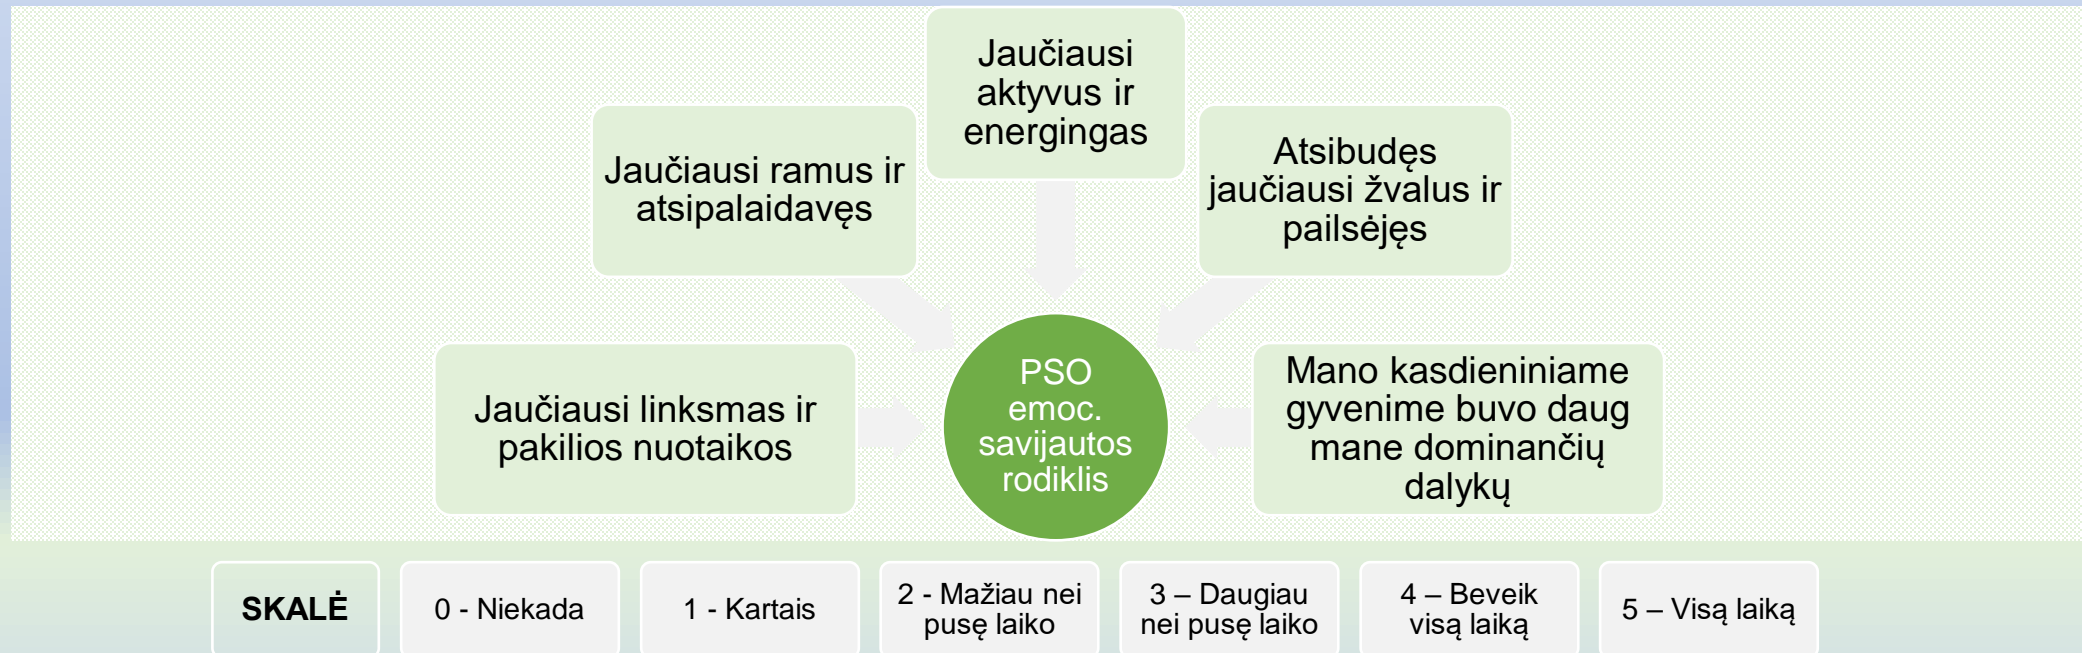 Jaučiausi
aktyvus ir
energingas
Jaučiausi ramus ir
atsipalaidavęs
Atsibudęs
jaučiausi žvalus ir
pailsėjęs
Jaučiausi linksmas ir
pakilios nuotaikos
PSO
emoc.
savijautos
rodiklis
Mano kasdieniniame
gyvenime buvo daug
mane dominančių
dalykų
SKALĖ
0 - Niekada
1 - Kartais
2 - Mažiau nei
pusę laiko
3 – Daugiau
nei pusę laiko
4 – Beveik
visą laiką
5 – Visą laiką